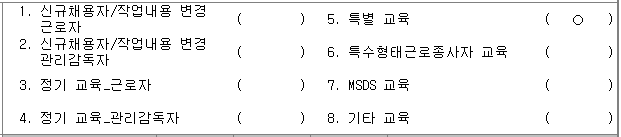 1. 신규채용자/작업내용 변경 근로자 (    ) 5. 특별 교육 ( ○ )
2. 신규채용자/작업내용 변경 관리감독자 (    ) 6. 특수형태근로종사자 교육 (    )
3. 정기 교육_근로자 (    ) 7. MSDS 교육 (    )
4. 정기 교육_관리감독자 (    ) 8. 기타 교육 (    )